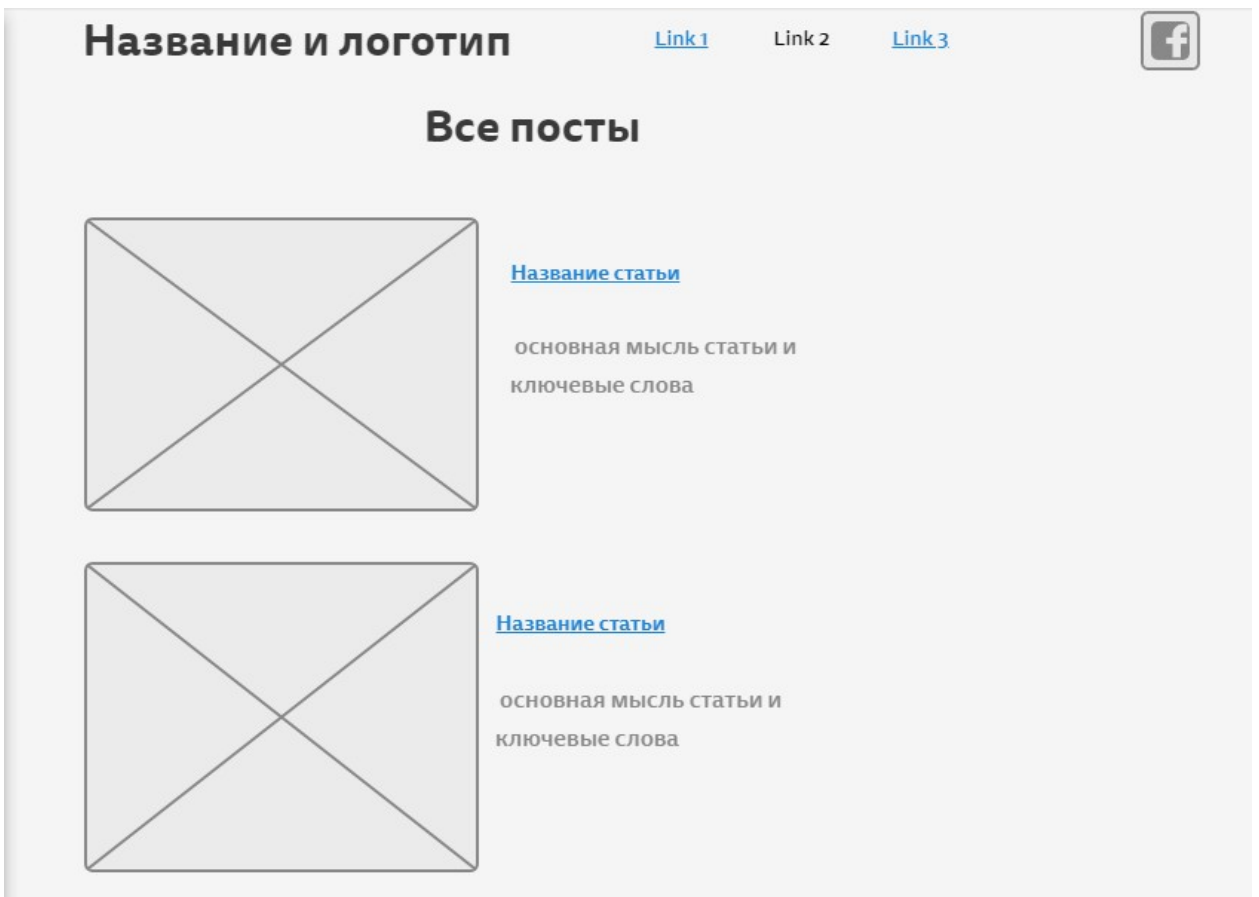 Название и логотип Link 1 Link 2 Link 3 f
Все посты
Название статьи
основная мысль статьи и
ключевые слова
Название статьи
основная мысль статьи и
ключевые слова